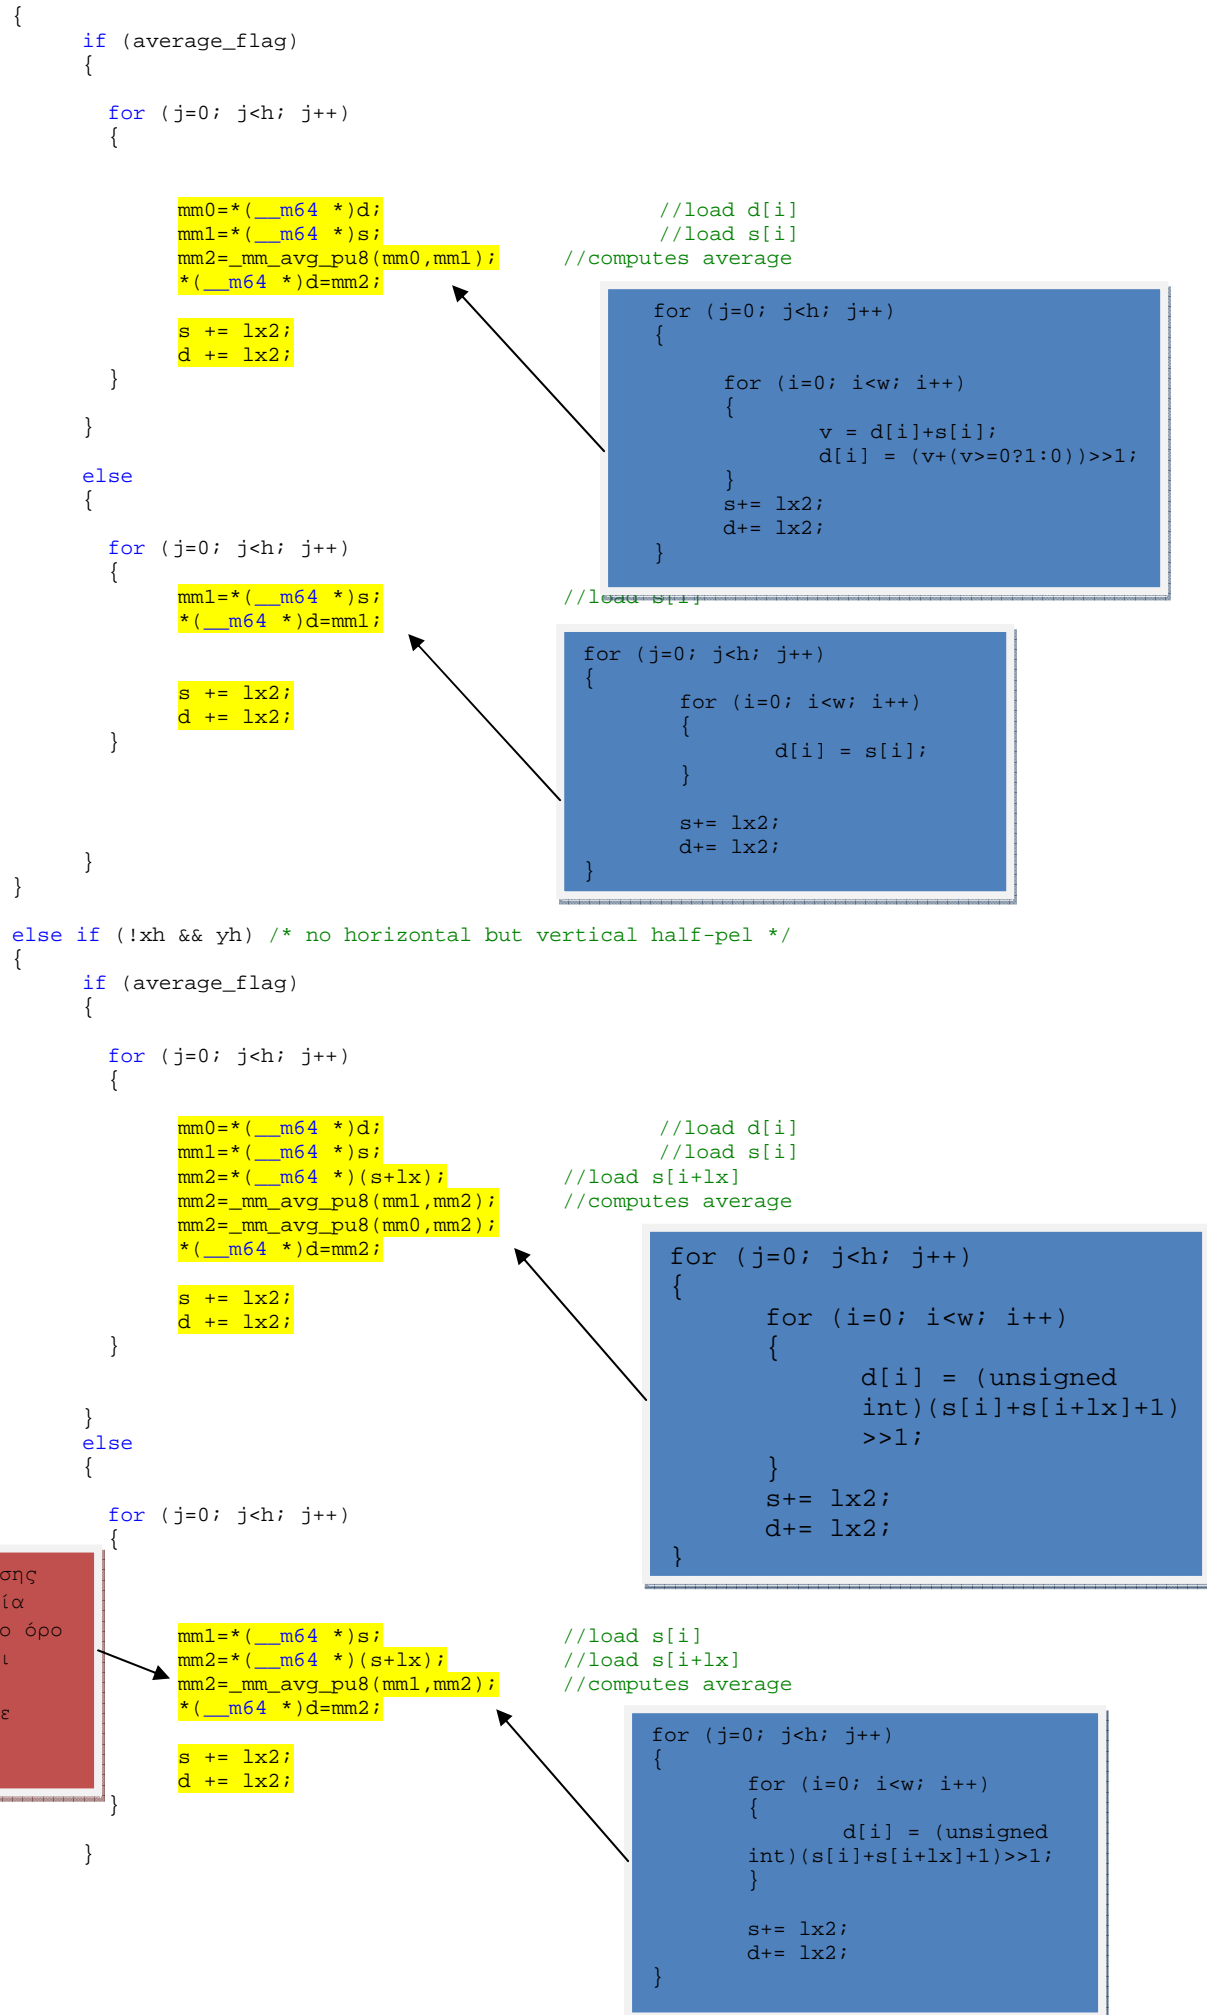 {
if (average_flag)
{
for (j=0; j<h; j++)
{
mm0=*(__m64 *)d; //load d[i]
mm1=*(__m64 *)s; //load s[i]
mm2=_mm_avg_pu8(mm0,mm1); //computes average
*(__m64 *)d=mm2;
s += lx2;
d += lx2;
}
}
else
{
for (j=0; j<h; j++)
{
mm1=*(__m64 *)s; //load s[i]
*(__m64 *)d=mm1;
s += lx2;
d += lx2;
}
}
}
for (j=0; j<h; j++)
{
for (i=0; i<w; i++)
{
v = d[i]+s[i];
d[i] = (v+(v>=0?1:0))>>1;
}
s+= lx2;
d+= lx2;
}
for (j=0; j<h; j++)
{
for (i=0; i<w; i++)
{
d[i] = s[i];
}
s+= lx2;
d+= lx2;
}
else if (!xh && yh) /* no horizontal but vertical half-pel */
{
if (average_flag)
{
for (j=0; j<h; j++)
{
mm0=*(__m64 *)d; //load d[i]
mm1=*(__m64 *)s; //load s[i]
mm2=*(__m64 *)(s+lx); //load s[i+lx]
mm2=_mm_avg_pu8(mm1,mm2); //computes average
mm2=_mm_avg_pu8(mm0,mm2);
*(__m64 *)d=mm2;
s += lx2;
d += lx2;
}
}
else
{
for (j=0; j<h; j++)
{
mm1=*(__m64 *)s; //load s[i]
mm2=*(__m64 *)(s+lx); //load s[i+lx]
mm2=_mm_avg_pu8(mm1,mm2); //computes average
*(__m64 *)d=mm2;
s += lx2;
d += lx2;
}
}
for (j=0; j<h; j++)
{
for (i=0; i<w; i++)
{
d[i] = (unsigned
int)(s[i]+s[i+lx]+1)
>>1;
}
s+= lx2;
d+= lx2;
}
όρο
for (j=0; j<h; j++)
{
for (i=0; i<w; i++)
{
d[i] = (unsigned
int)(s[i]+s[i+lx]+1)>>1;
}
s+= lx2;
d+= lx2;
}